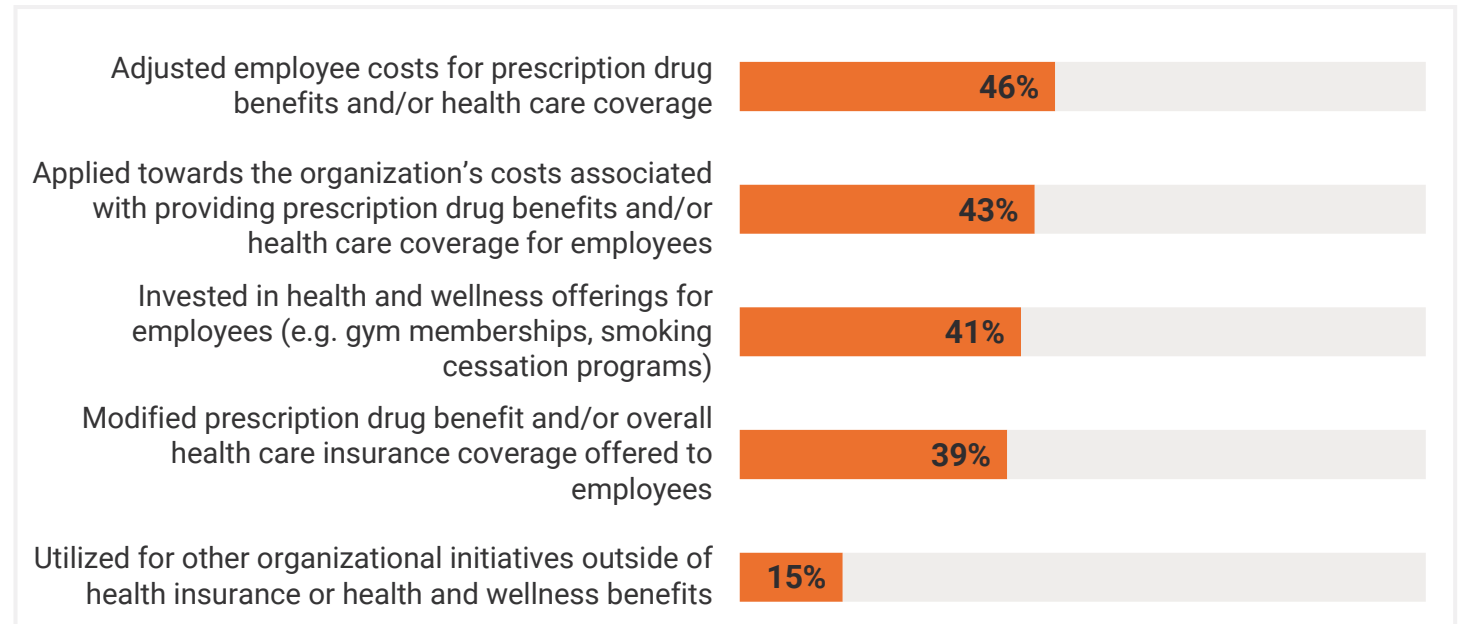 Adjusted employee costs for prescription drug
benefits and/or health care coverage
46%
Applied towards the organization’s costs associated
with providing prescription drug benefits and/or
health care coverage for employees
43%
Invested in health and wellness offerings for
employees (e.g. gym memberships, smoking
cessation programs)
41%
Modified prescription drug benefit and/or overall
health care insurance coverage offered to
employees
39%
Utilized for other organizational initiatives outside of
health insurance or health and wellness benefits
15%